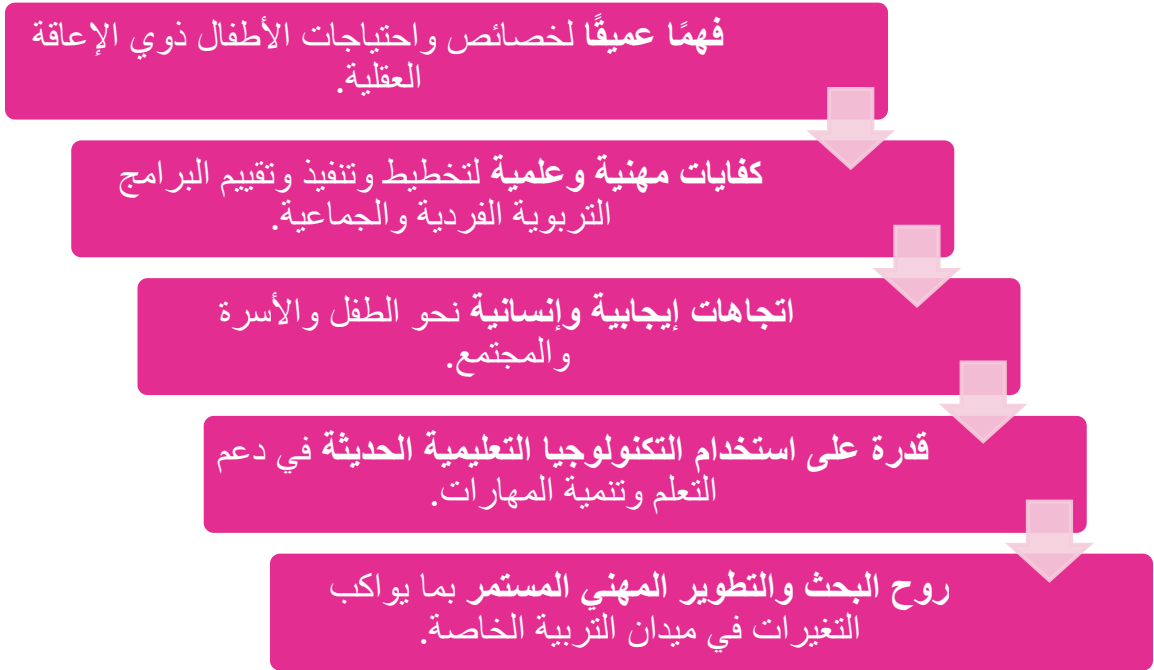 فهمًا عميقًا لخصائص واحتياجات الأطفال ذوي الإعاقة
العقلية.
كفايات مهنية وعلمية لتخطيط وتنفيذ وتقييم البرامج
التربوية الفردية والجماعية.
اتجاهات إيجابية وإنسانية نحو الطفل والأسرة
والمجتمع.
قدرة على استخدام التكنولوجيا التعليمية الحديثة في دعم
التعلم وتنمية المهارات.
روح البحث والتطوير المهني المستمر بما يواكب
التغيرات في ميدان التربية الخاصة.